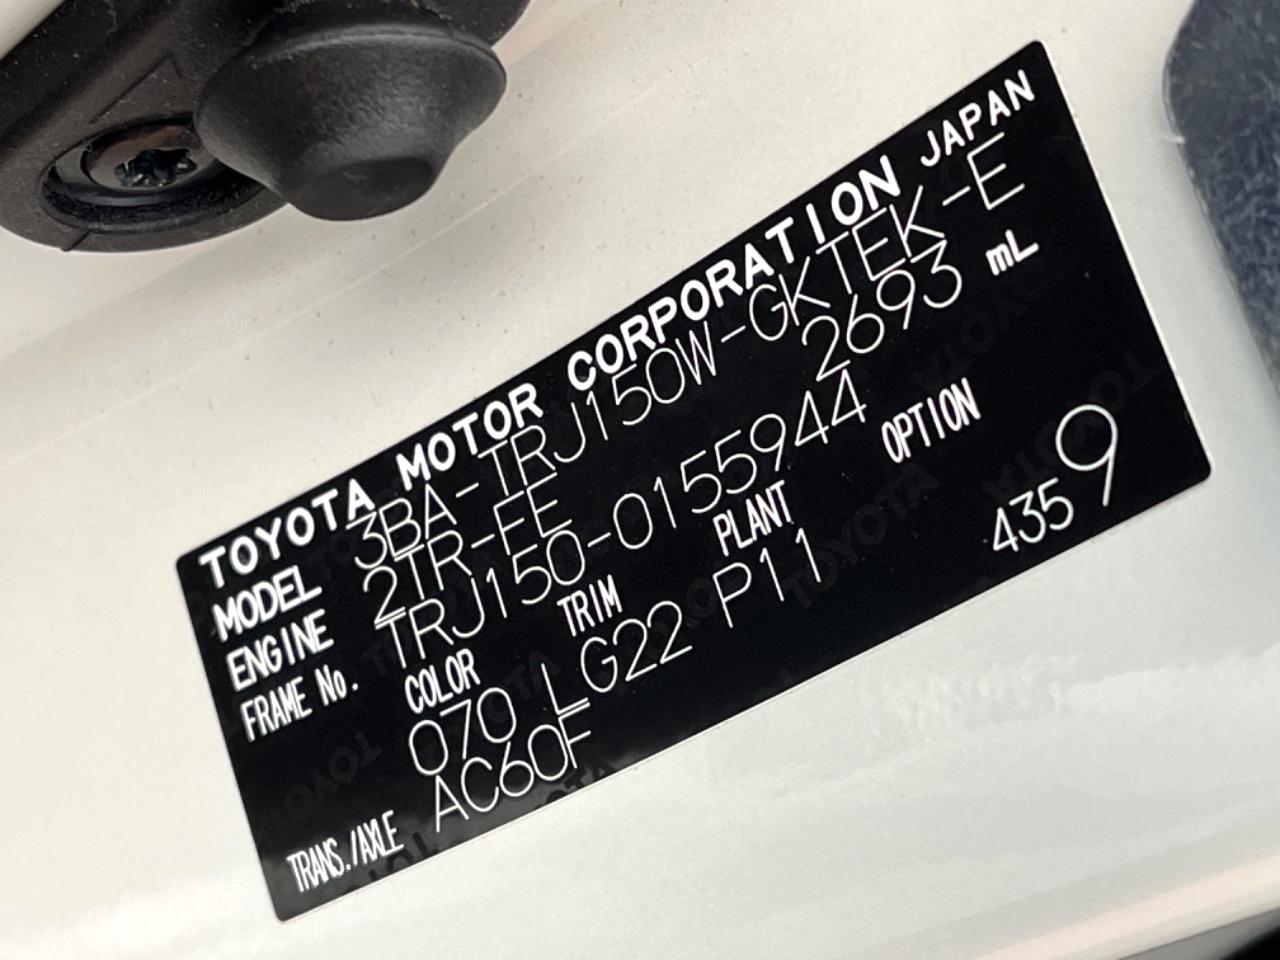 TOYOTA MOTOR CORPORATION JAPAN
MODEL 3BA-TRJ150W-GKTEK-E
ENGINE 2TR-FE 2693 mL
FRAME No. TRJ150-0155944
COLOR TRIM PLANT OPTION
070 LG22 P11 435 9
TRANS./AXLE AC60F